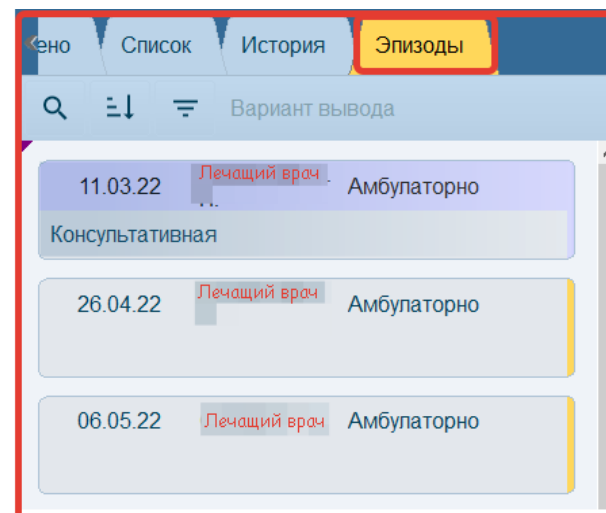 ено Список История Эпизоды
Вариант вывода
11.03.22 Лечащий врач Амбулаторно
Консультативная
26.04.22 Лечащий врач Амбулаторно
06.05.22 Лечащий врач Амбулаторно